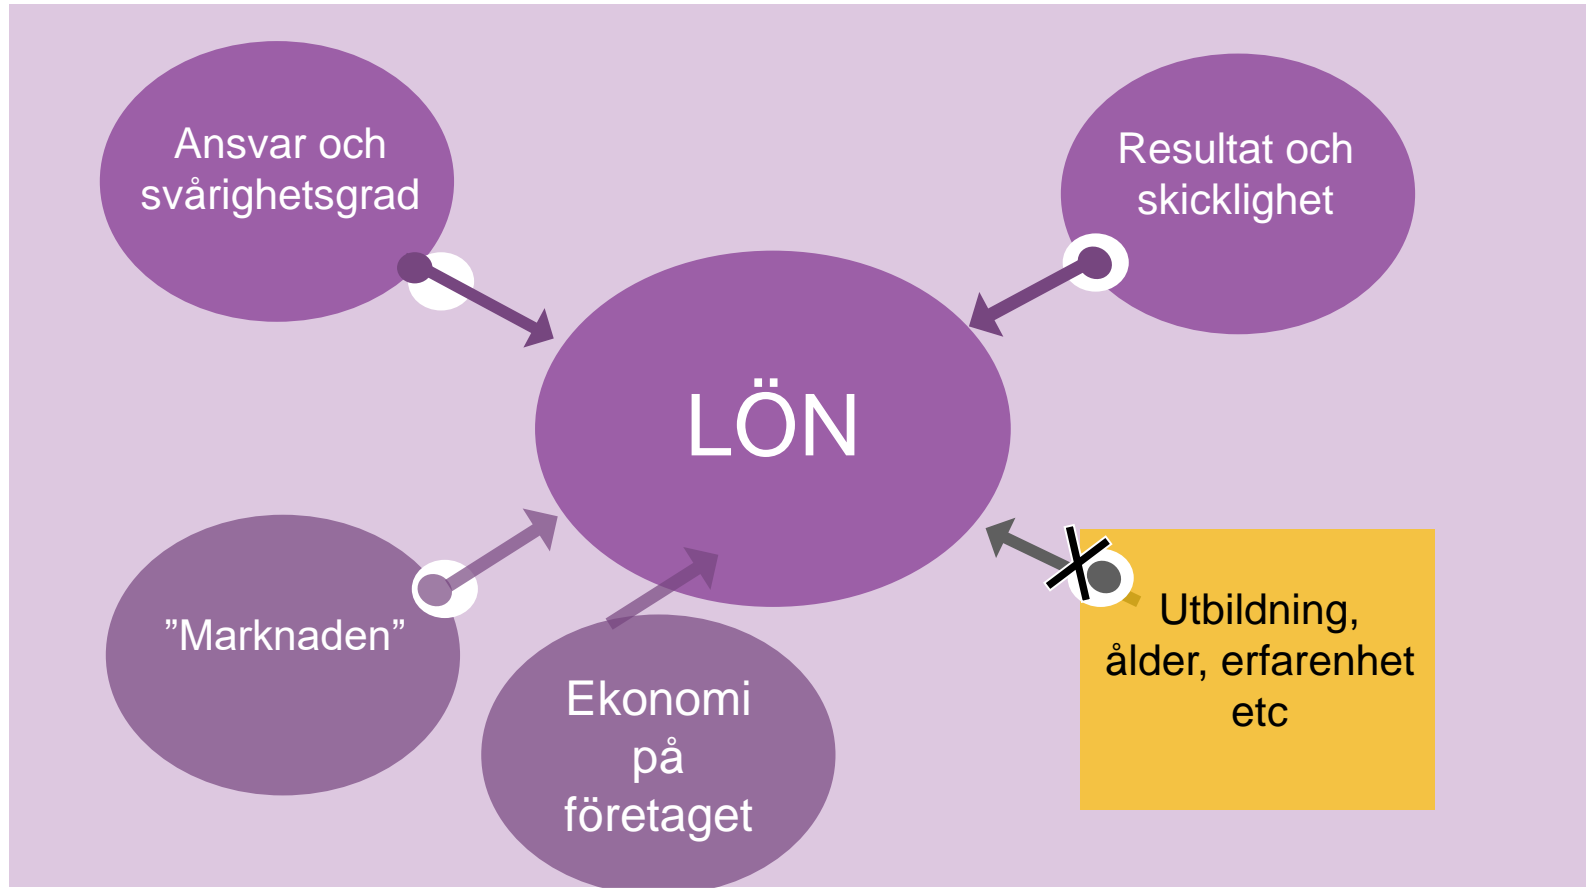 Ansvar och
svårighetsgrad
Resultat och
skicklighet
LÖN
”Marknaden”
Ekonomi
på
företaget
Utbildning,
ålder, erfarenhet
etc